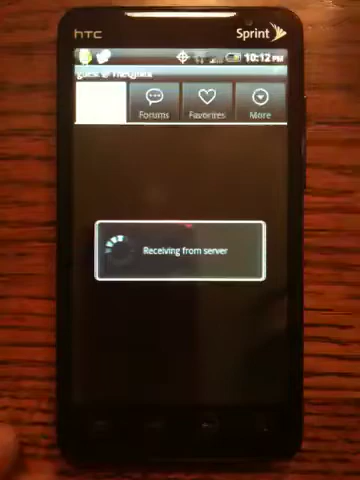 hTC
Sprint
10:12 PM
Forums
Favorites
More
Receiving from server